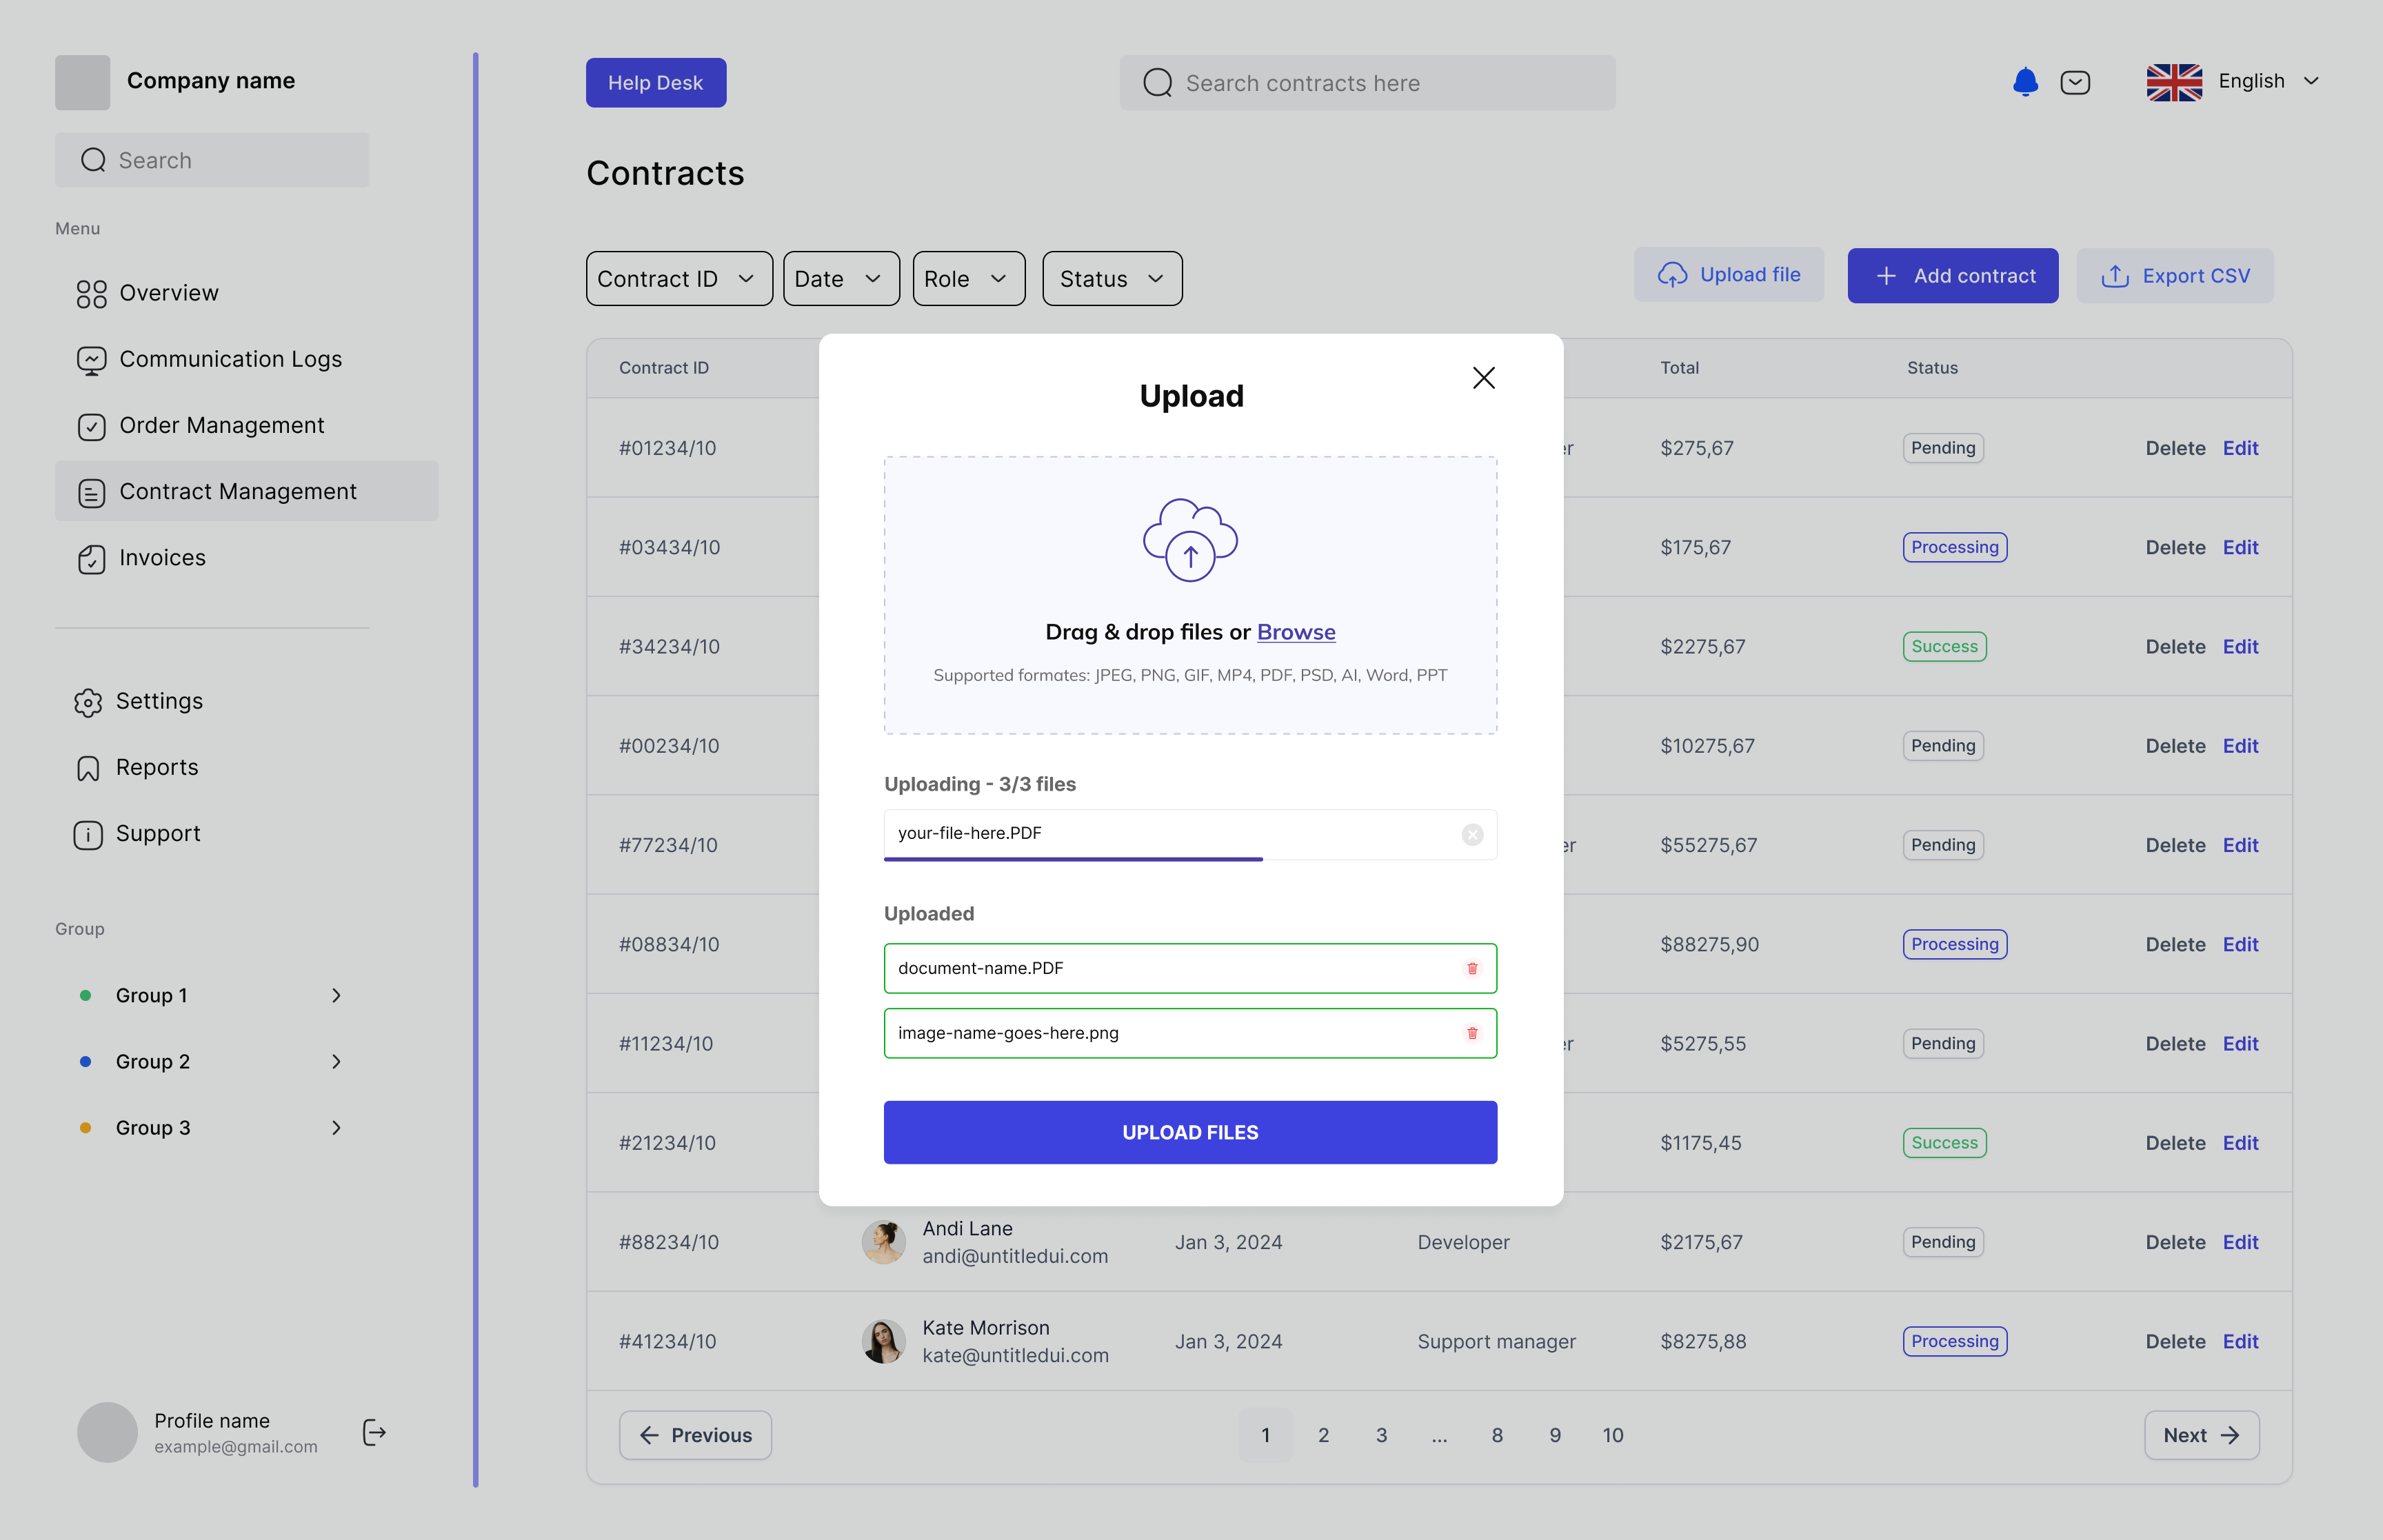 Company name
Search
Menu
Overview
Communication Logs
Order Management
Contract Management
Invoices
Settings
Reports
Support
Group
Group 1
Group 2
Group 3
Profile name
example@gmail.com
Help Desk
Search contracts here
English
Contracts
Contract ID
Date
Role
Status
Upload file
Add contract
Export CSV
Contract ID Total Status
#01234/10 $275,67 Pending Delete Edit
#03434/10 $175,67 Processing Delete Edit
#34234/10 $2275,67 Success Delete Edit
#00234/10 $10275,67 Pending Delete Edit
#77234/10 $55275,67 Pending Delete Edit
#08834/10 $88275,90 Processing Delete Edit
#11234/10 $5275,55 Pending Delete Edit
#21234/10 $1175,45 Success Delete Edit
#88234/10 Andi Lane Jan 3, 2024 Developer $2175,67 Pending Delete Edit
andi@untitledui.com
#41234/10 Kate Morrison Jan 3, 2024 Support manager $8275,88 Processing Delete Edit
kate@untitledui.com
Previous 1 2 3 ... 8 9 10 Next
Upload
Drag & drop files or Browse
Supported formates: JPEG, PNG, GIF, MP4, PDF, PSD, AI, Word, PPT
Uploading - 3/3 files
your-file-here.PDF
Uploaded
document-name.PDF
image-name-goes-here.png
UPLOAD FILES